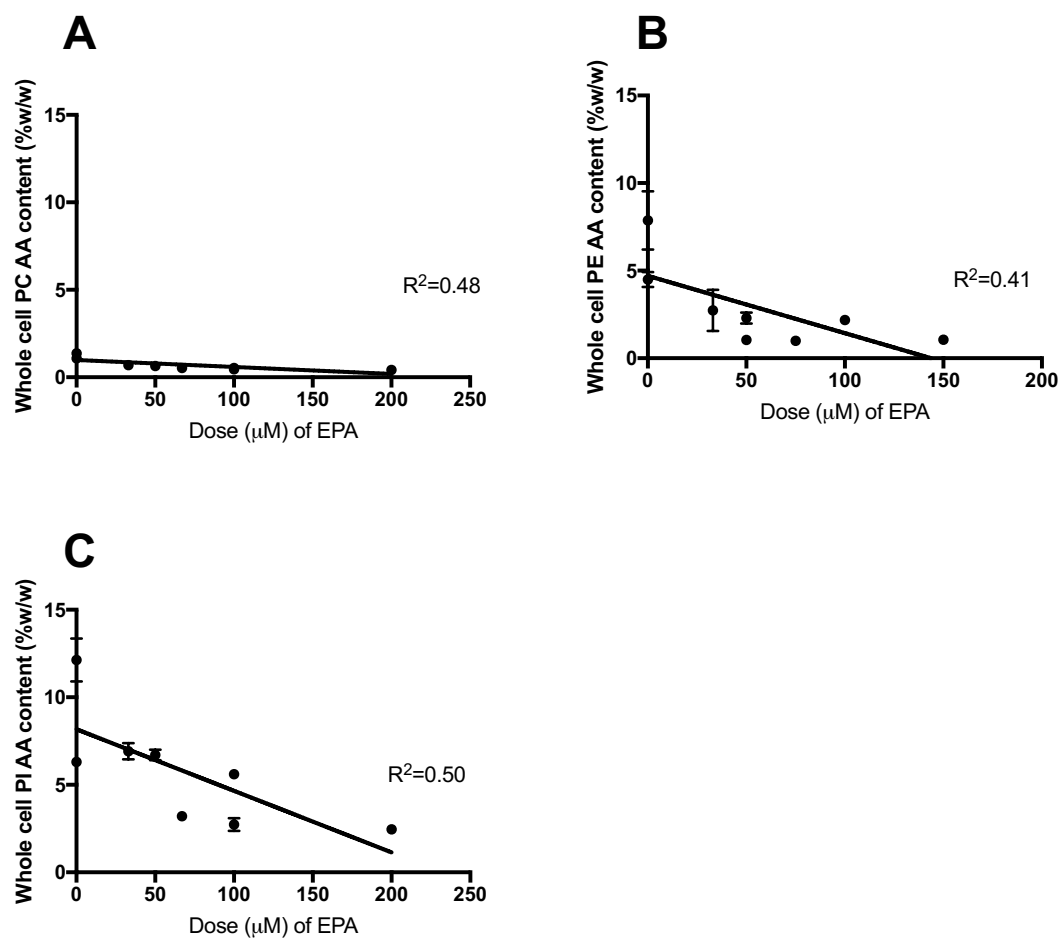 A
Whole cell PC AA content (%w/w)
15
10
5
0
R²=0.48
0 50 100 150 200 250
Dose (μM) of EPA
B
Whole cell PE AA content (%w/w)
15
10
5
0
R²=0.41
0 50 100 150 200
Dose (μM) of EPA
C
Whole cell PI AA content (%w/w)
15
10
5
0
R²=0.50
0 50 100 150 200 250
Dose (μM) of EPA